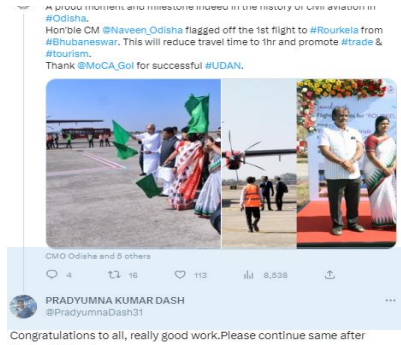 A proud moment and milestone indeed in the history of civil aviation in
#Odisha.
Hon'ble CM @Naveen_Odisha flagged off the 1st flight to #Rourkela from
#Bhubaneswar. This will reduce travel time to 1hr and promote #trade &
#tourism.
Thank @MoCA_GoI for successful #UDAN.
CMO Odisha and 5 others
4 16 113 8,538
PRADYUMNA KUMAR DASH
@PradyumnaDash31
Congratulations to all, really good work.Please continue same after